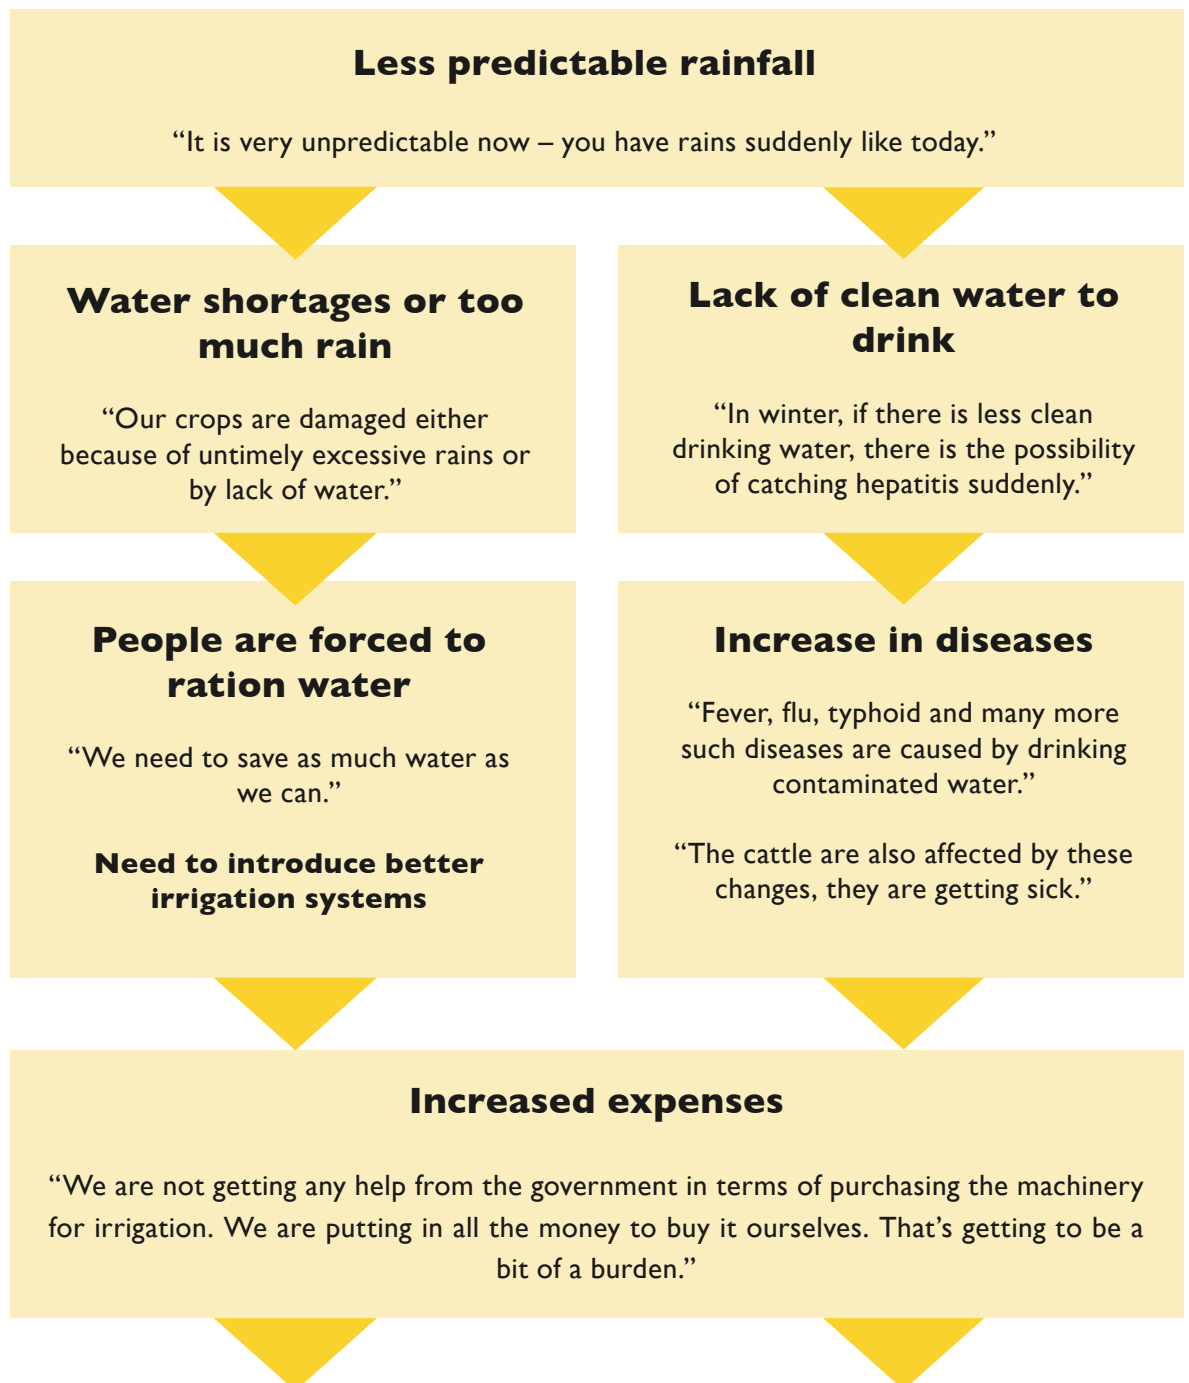 Less predictable rainfall
“It is very unpredictable now – you have rains suddenly like today.”
Water shortages or too
much rain
“Our crops are damaged either
because of untimely excessive rains or
by lack of water.”
Lack of clean water to
drink
“In winter, if there is less clean
drinking water, there is the possibility
of catching hepatitis suddenly.”
People are forced to
ration water
“We need to save as much water as
we can.”
Need to introduce better
irrigation systems
Increase in diseases
“Fever, flu, typhoid and many more
such diseases are caused by drinking
contaminated water.”
“The cattle are also affected by these
changes, they are getting sick.”
Increased expenses
“We are not getting any help from the government in terms of purchasing the machinery
for irrigation. We are putting in all the money to buy it ourselves. That’s getting to be a
bit of a burden.”